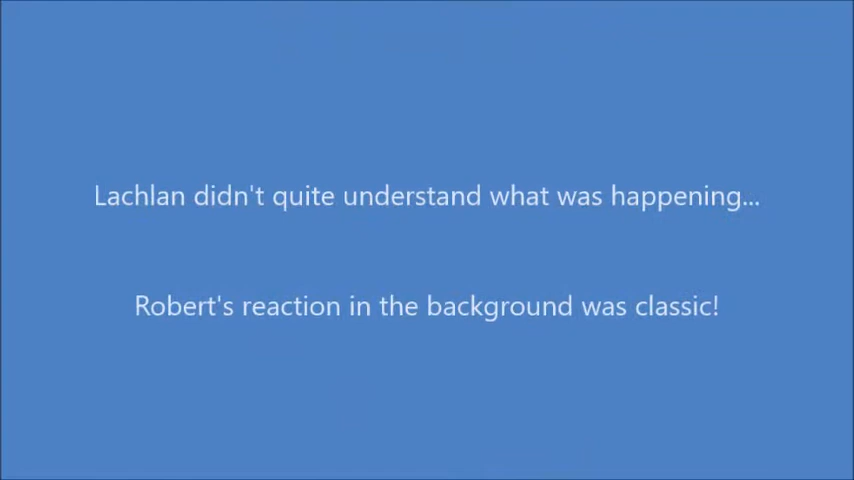 Lachlan didn't quite understand what was happening...
Robert's reaction in the background was classic!